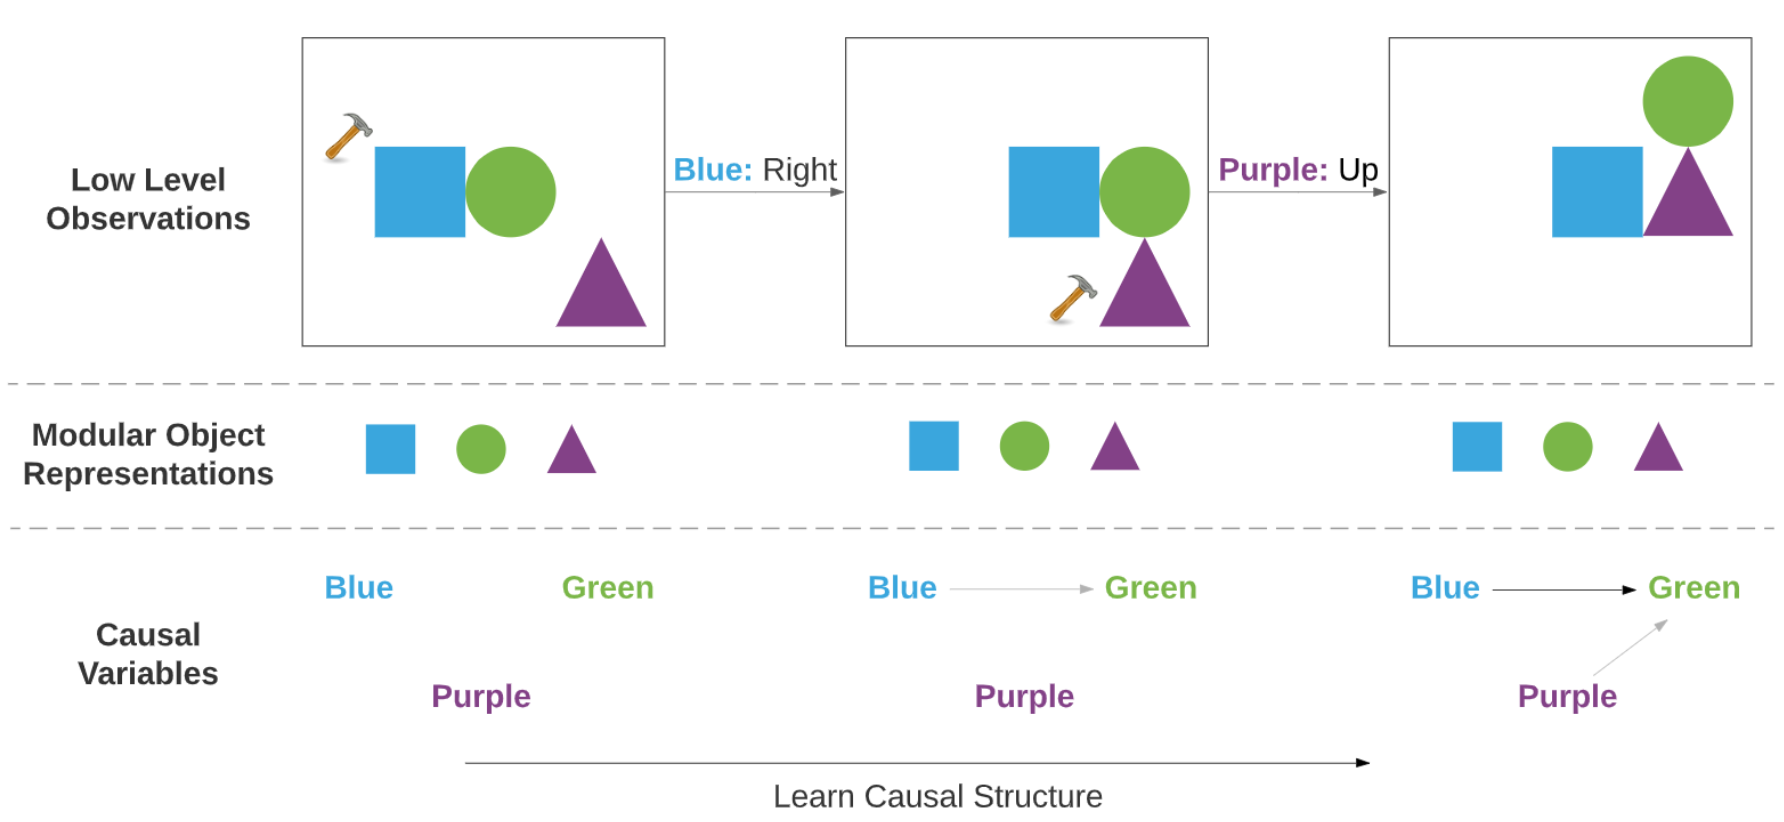 Low Level
Observations
Blue: Right
Purple: Up
Modular Object
Representations
Causal
Variables
Blue
Green
Purple
Blue
Green
Purple
Blue
Green
Purple
Learn Causal Structure